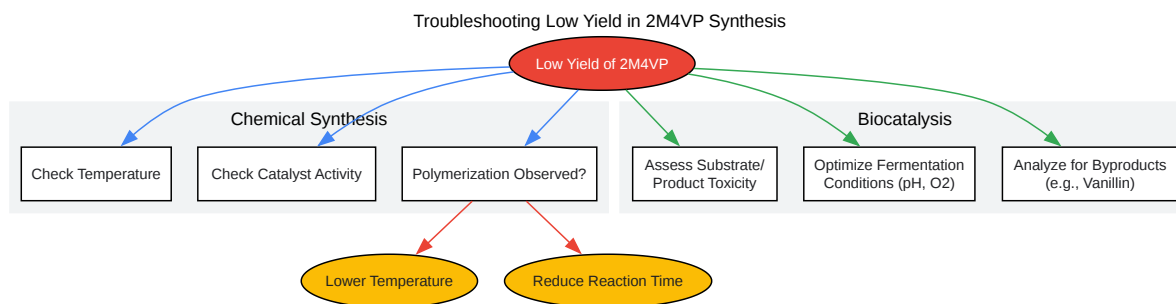 Troubleshooting Low Yield in 2M4VP Synthesis
Low Yield of 2M4VP
Chemical Synthesis
Biocatalysis
Check Temperature
Check Catalyst Activity
Polymerization Observed?
Assess Substrate/
Product Toxicity
Optimize Fermentation
Conditions (pH, O2)
Analyze for Byproducts
(e.g., Vanillin)
Lower Temperature
Reduce Reaction Time